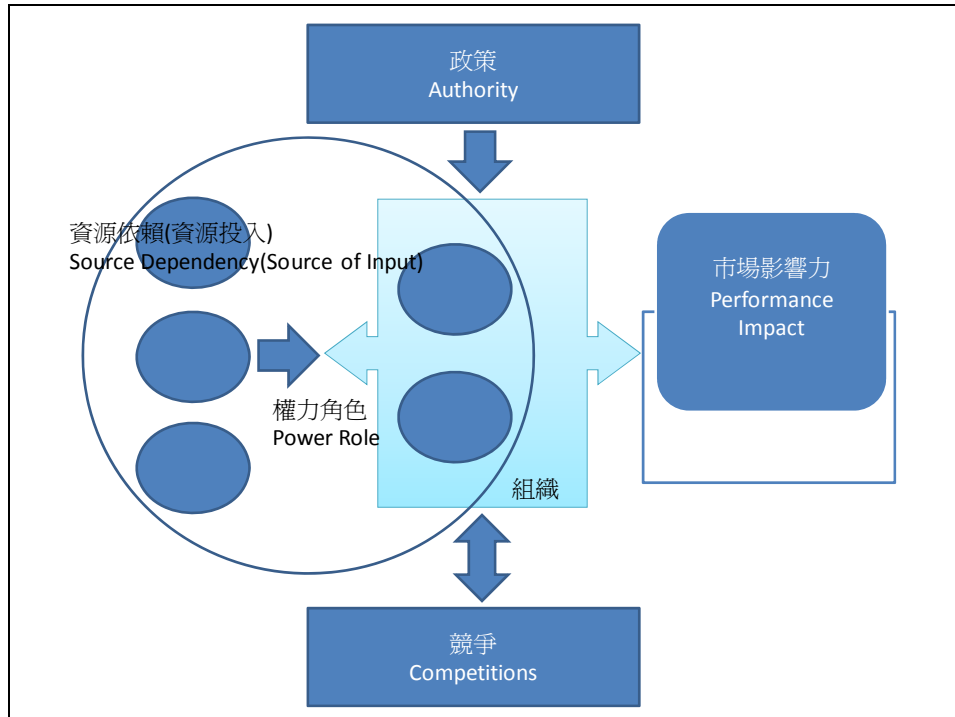 政策
Authority
資源依賴(資源投入)
Source Dependency(Source of Input)
市場影響力
Performance
Impact
權力角色
Power Role
組織
競爭
Competitions